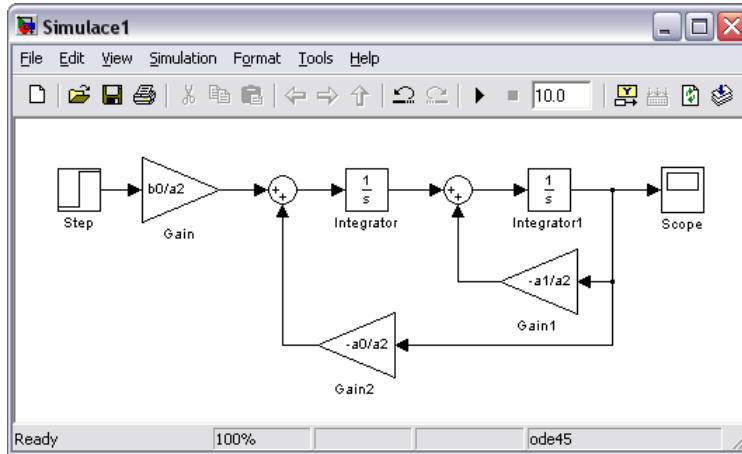 Simulace1
File Edit View Simulation Format Tools Help
10.0
b0/a2
Step
Gain
+
+
1
s
Integrator
+
+
1
s
Integrator1
Scope
-a1/a2
Gain1
-a0/a2
Gain2
Ready 100% ode45